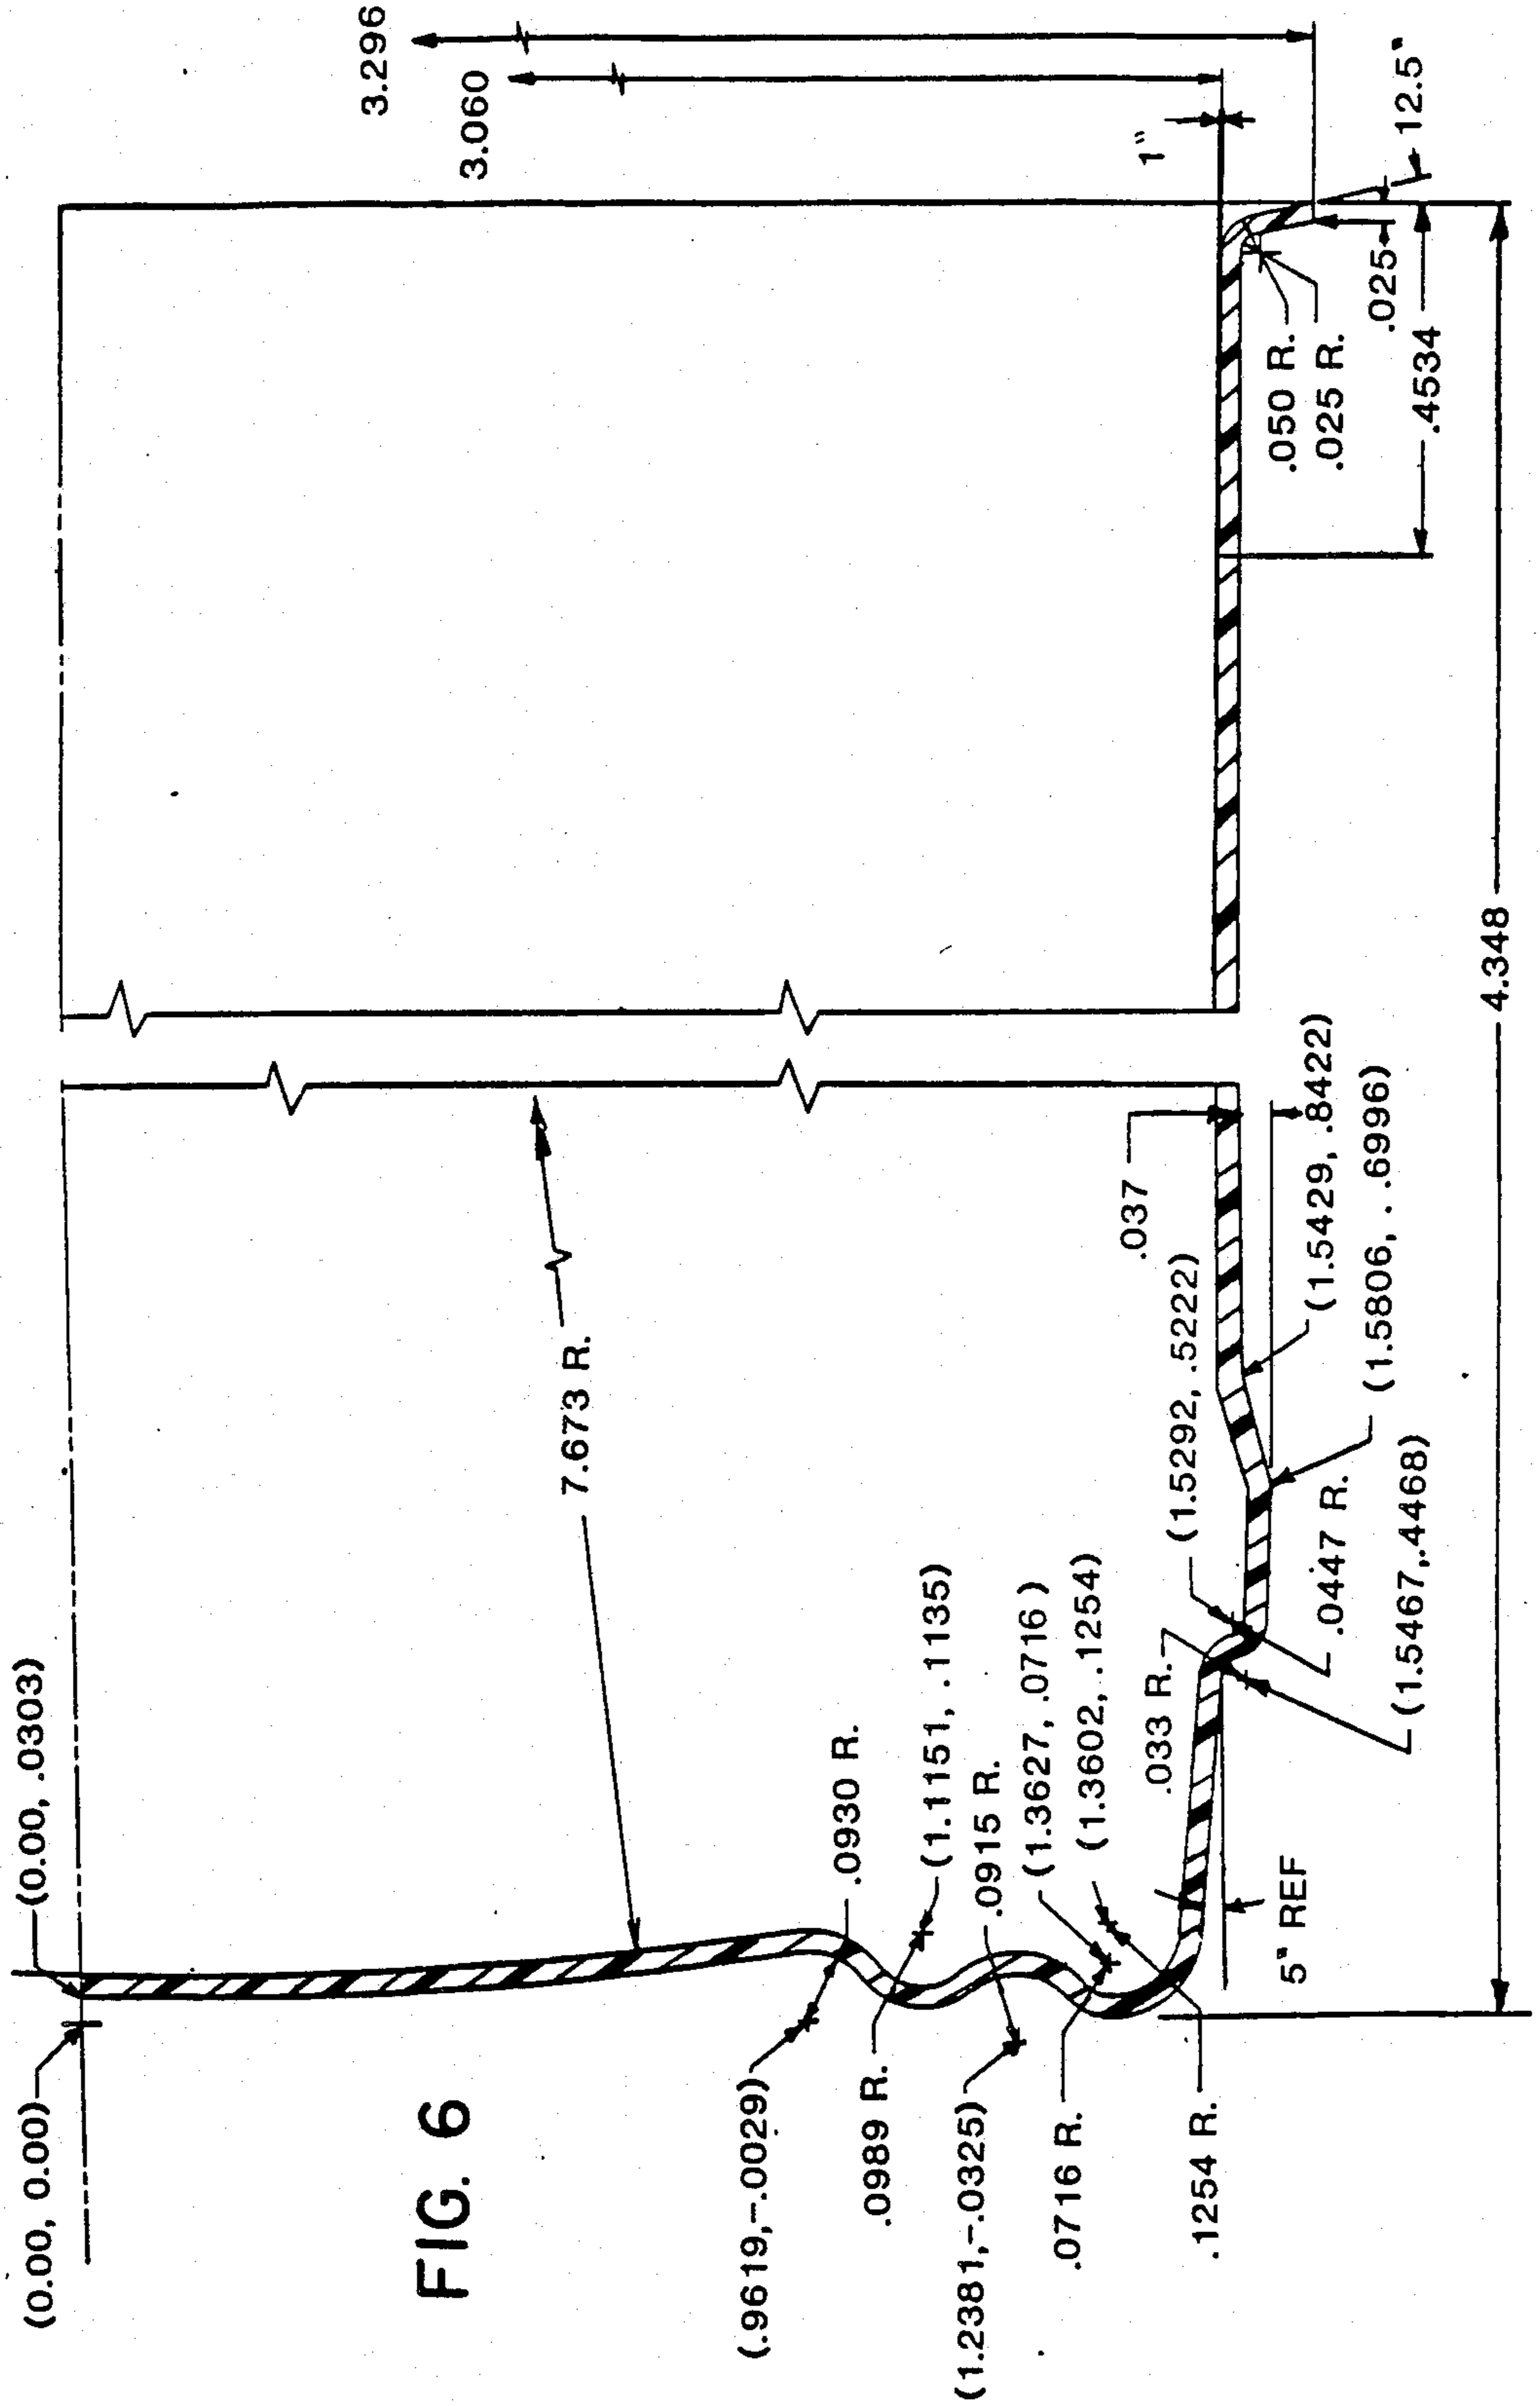 (0.00, 0.00)
(0.00, .0303)
FIG. 6
7.673 R.
3.296
3.060
(.9619,-.0029)
.0930 R.
.0989 R.
(1.1151, .1135)
(1.2381,-.0325)
.0915 R.
.0716 R.
(1.3627, .0716 )
(1.3602, .1254)
.1254 R.
.033 R.
(1.5292, .5222)
.037
1"
5" REF
.0447 R.
(1.5467,.4468)
(1.5429, .8422)
(1.5806, . .6996)
.050 R.
.025 R.
.025
12.5"
.4534
4.348